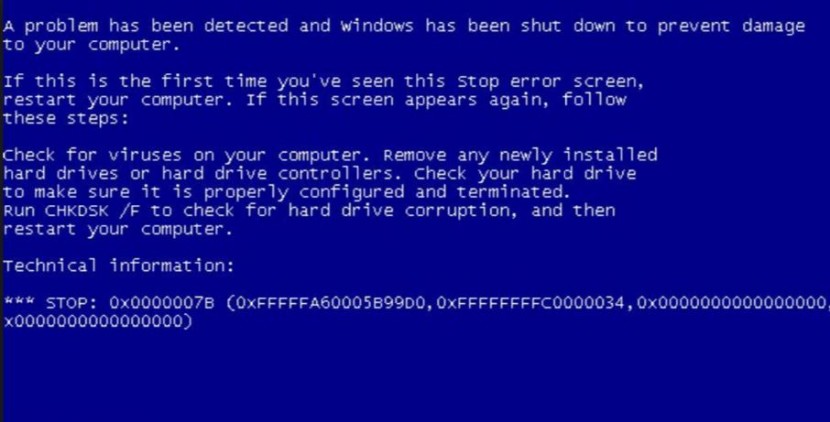 A problem has been detected and Windows has been shut down to prevent damage
to your computer.
If this is the first time you've seen this Stop error screen,
restart your computer. If this screen appears again, follow
these steps:
Check for viruses on your computer. Remove any newly installed
hard drives or hard drive controllers. Check your hard drive
to make sure it is properly configured and terminated.
Run CHKDSK /F to check for hard drive corruption, and then
restart your computer.
Technical information:
*** STOP: 0x0000007B (0xFFFFFA60005B99D0,0xFFFFFFFFC0000034,0x0000000000000000,
x0000000000000000)